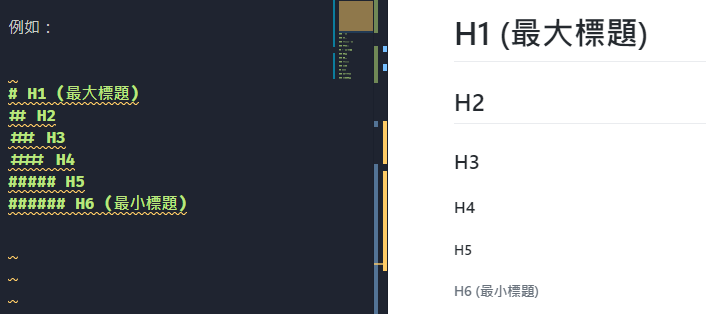 例如：
# H1 (最大標題)
## H2
### H3
#### H4
##### H5
###### H6 (最小標題)
H1 (最大標題)
H2
H3
H4
H5
H6 (最小標題)